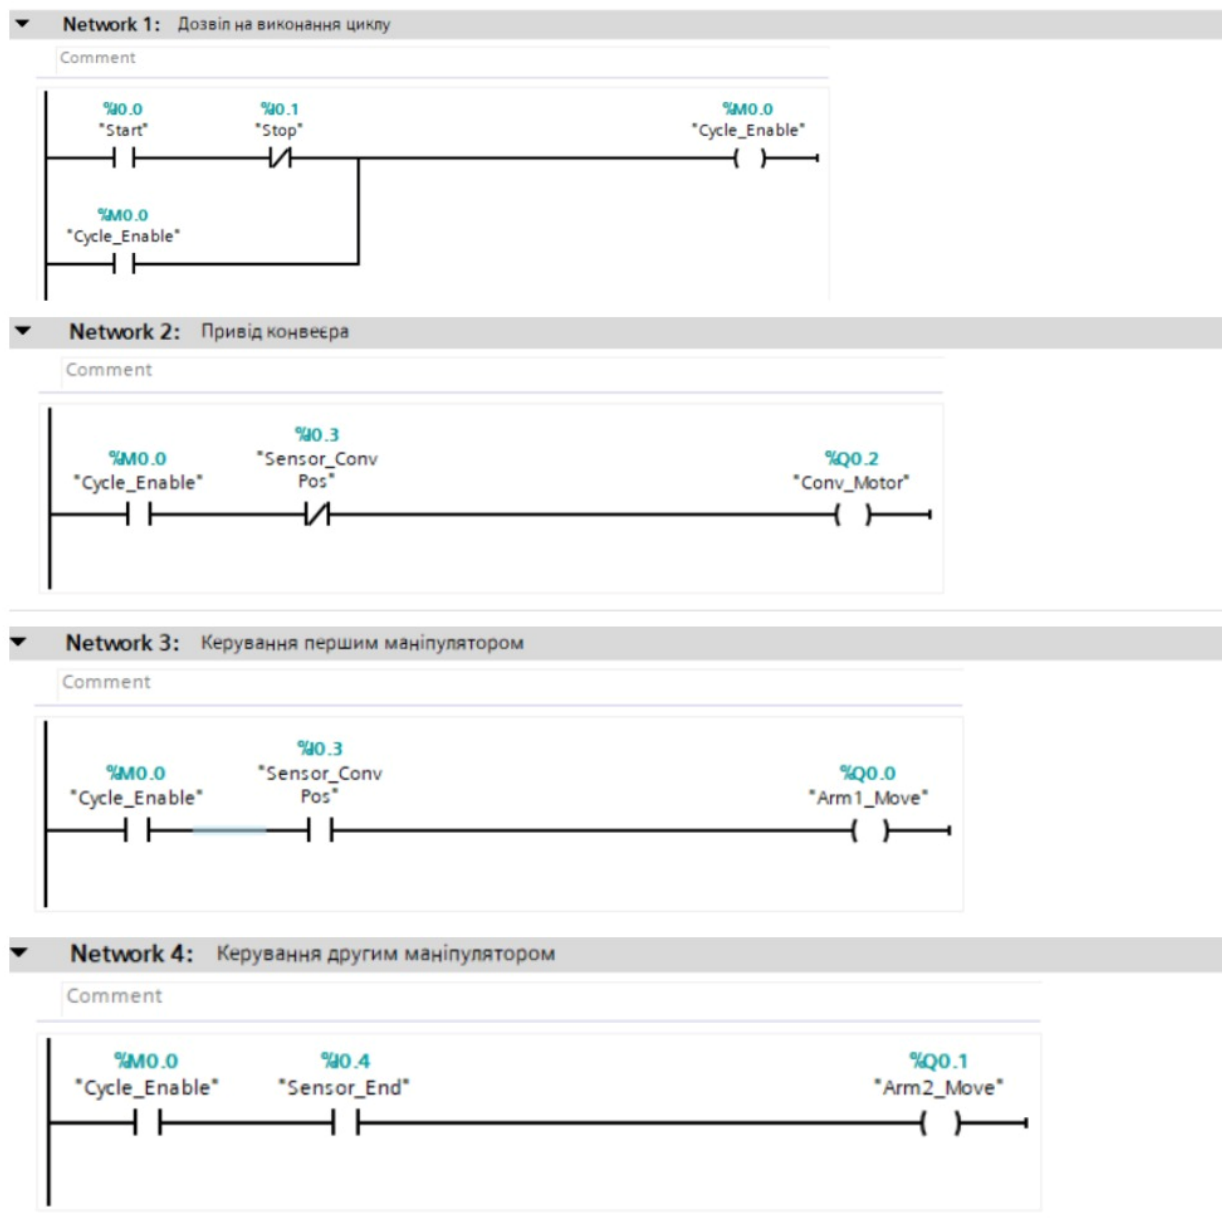 Network 1: Дозвіл на виконання циклу
Comment
%I0.0 %I0.1 %M0.0
"Start" "Stop" "Cycle_Enable"
%M0.0
"Cycle_Enable"
Network 2: Привід конвеєра
Comment
%I0.3
%M0.0 "Sensor_Conv %Q0.2
"Cycle_Enable" Pos" "Conv_Motor"
Network 3: Керування першим маніпулятором
Comment
%I0.3
%M0.0 "Sensor_Conv %Q0.0
"Cycle_Enable" Pos" "Arm1_Move"
Network 4: Керування другим маніпулятором
Comment
%M0.0 %I0.4 %Q0.1
"Cycle_Enable" "Sensor_End" "Arm2_Move"